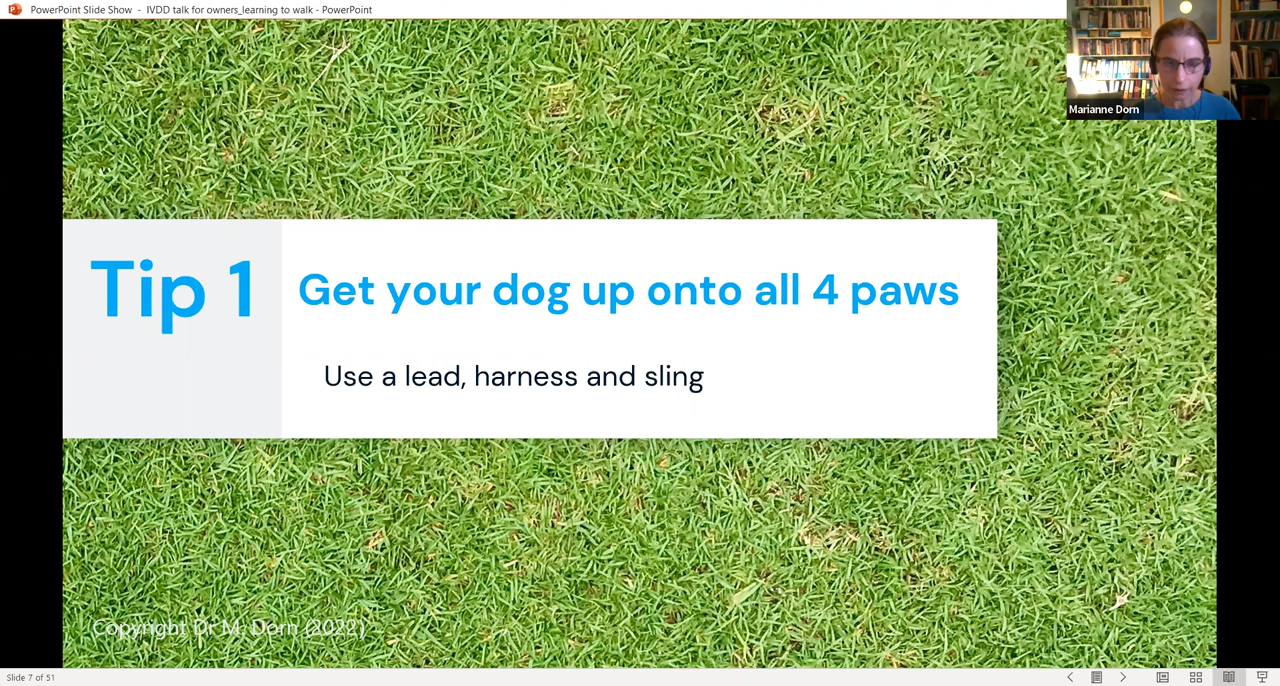 PowerPoint Slide Show - IVDD talk for owners_learning to walk - PowerPoint
Marianne Dorn
Tip 1
Get your dog up onto all 4 paws
Use a lead, harness and sling
Copyright Dr M. Dorn (2022)
Slide 7 of 51